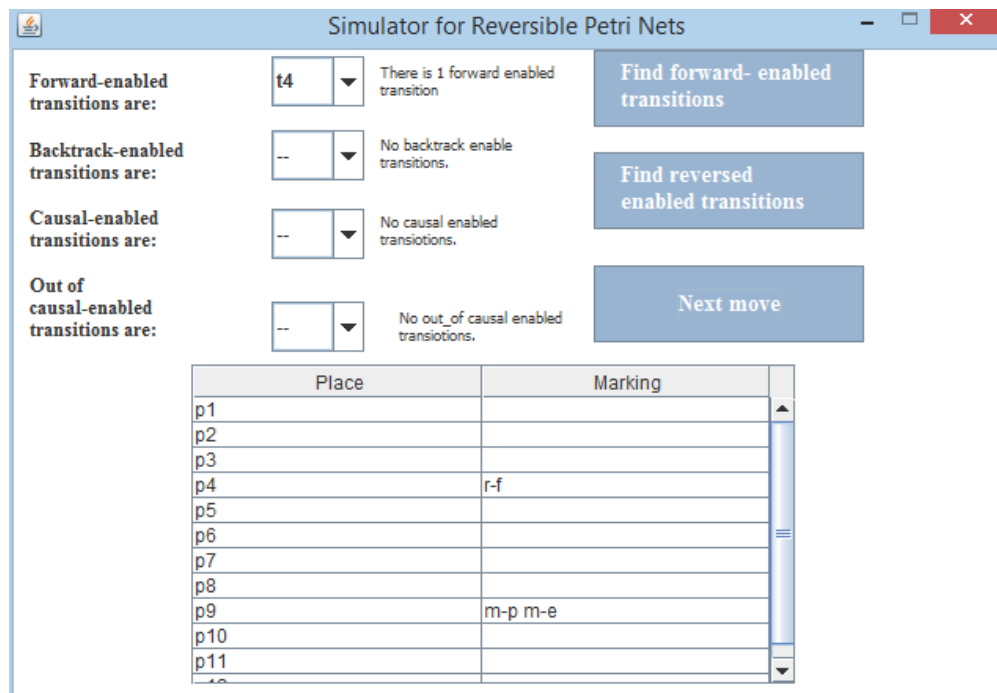 Simulator for Reversible Petri Nets
Forward-enabled
transitions are:
t4
There is 1 forward enabled
transition
Find forward- enabled
transitions
Backtrack-enabled
transitions are:
--
No backtrack enable
transitions.
Find reversed
enabled transitions
Causal-enabled
transitions are:
--
No causal enabled
transiotions.
Out of
causal-enabled
transitions are:
--
No out_of causal enabled
transiotions.
Next move
Place Marking
p1
p2
p3
p4 r-f
p5
p6
p7
p8
p9 m-p m-e
p10
p11